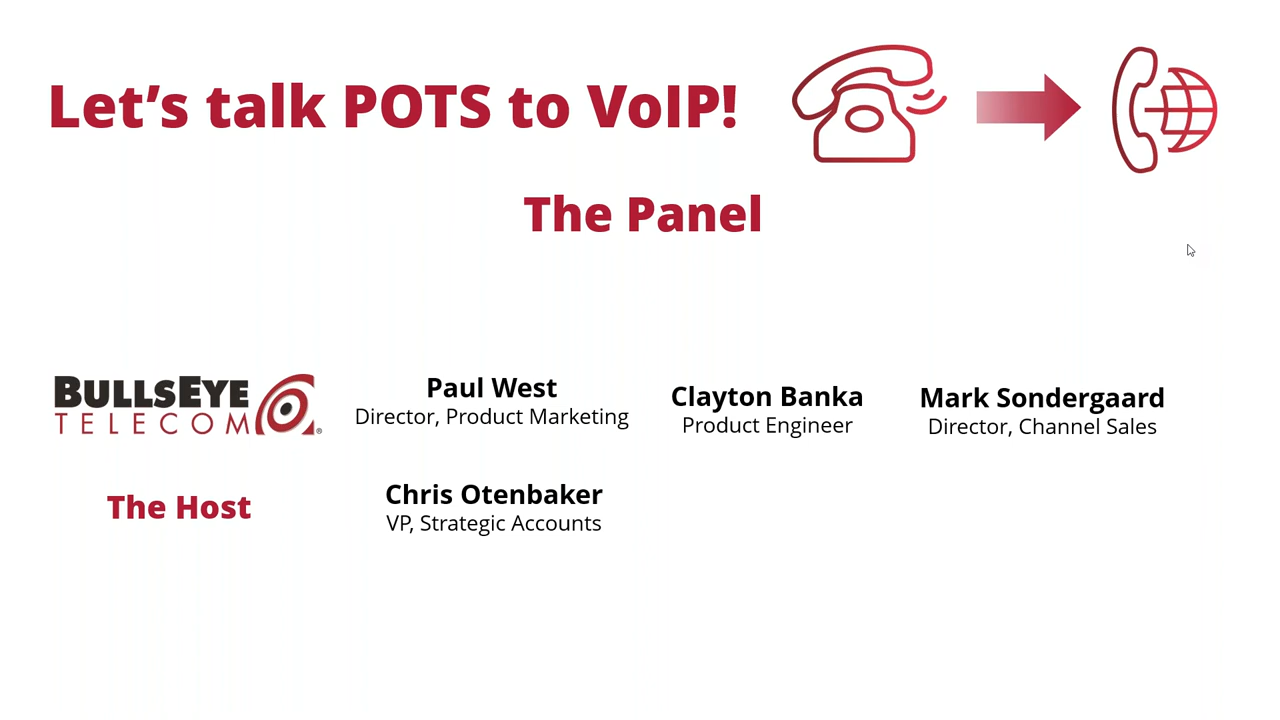 Let’s talk POTS to VoIP!
The Panel
BULLSEYE
TELECOM®
Paul West
Director, Product Marketing
Clayton Banka
Product Engineer
Mark Sondergaard
Director, Channel Sales
The Host
Chris Otenbaker
VP, Strategic Accounts